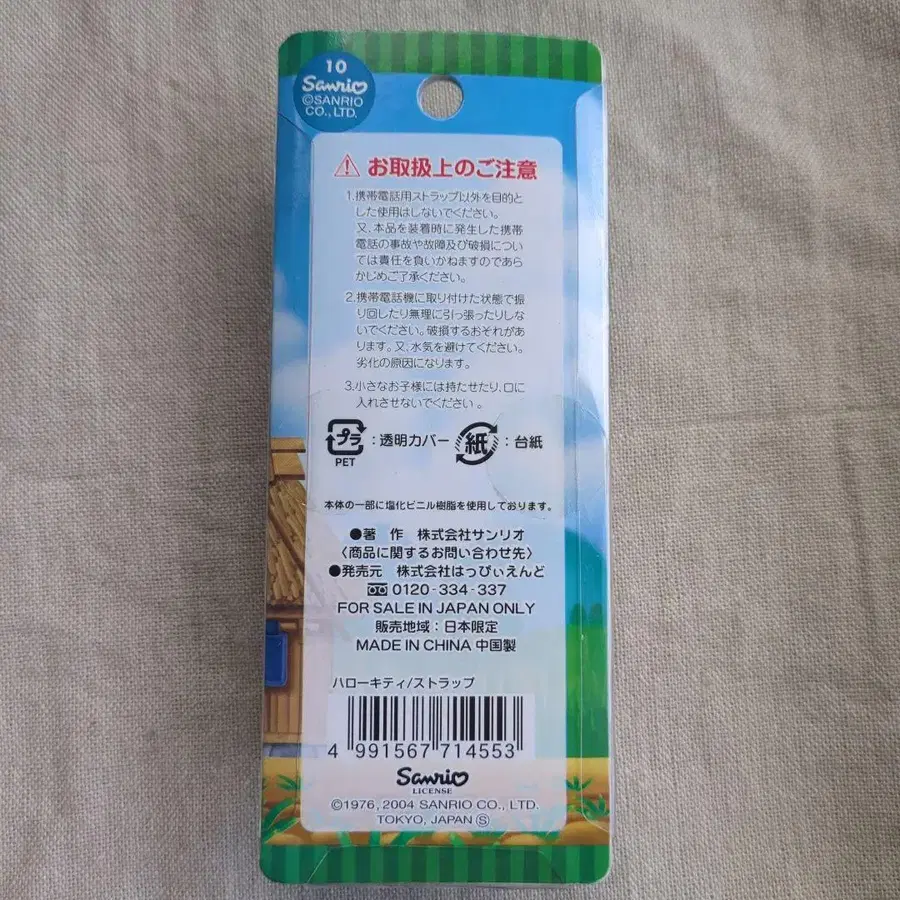 10
Sanrio
©SANRIO
CO., LTD.
お取扱上のご注意
1.携帯電話用ストラップ以外を目的と
した使用はしないでください。
又、本品を装着時に発生した携帯
電話の事故や故障及び破損につい
ては責任を負いかねますのであら
かじめご了承ください。
2.携帯電話機に取り付けた状態で振
り回したり無理に引っ張ったりしな
いでください。破損するおそれがあ
ります。又、水気を避けてください。
劣化の原因になります。
3.小さなお子様には持たせたり、口に
入れさせないでください。
プラ PET :透明カバー 紙 :台紙
本体の一部に塩化ビニル樹脂を使用しております。
●著 作 株式会社サンリオ
〈商品に関するお問い合わせ先〉
●発売元 株式会社はっぴぃえんど
0120-334-337
FOR SALE IN JAPAN ONLY
販売地域:日本限定
MADE IN CHINA 中国製
ハローキティ/ストラップ
4 991567 714553
Sanrio
LICENSE
©1976, 2004 SANRIO CO., LTD.
TOKYO, JAPAN Ⓢ